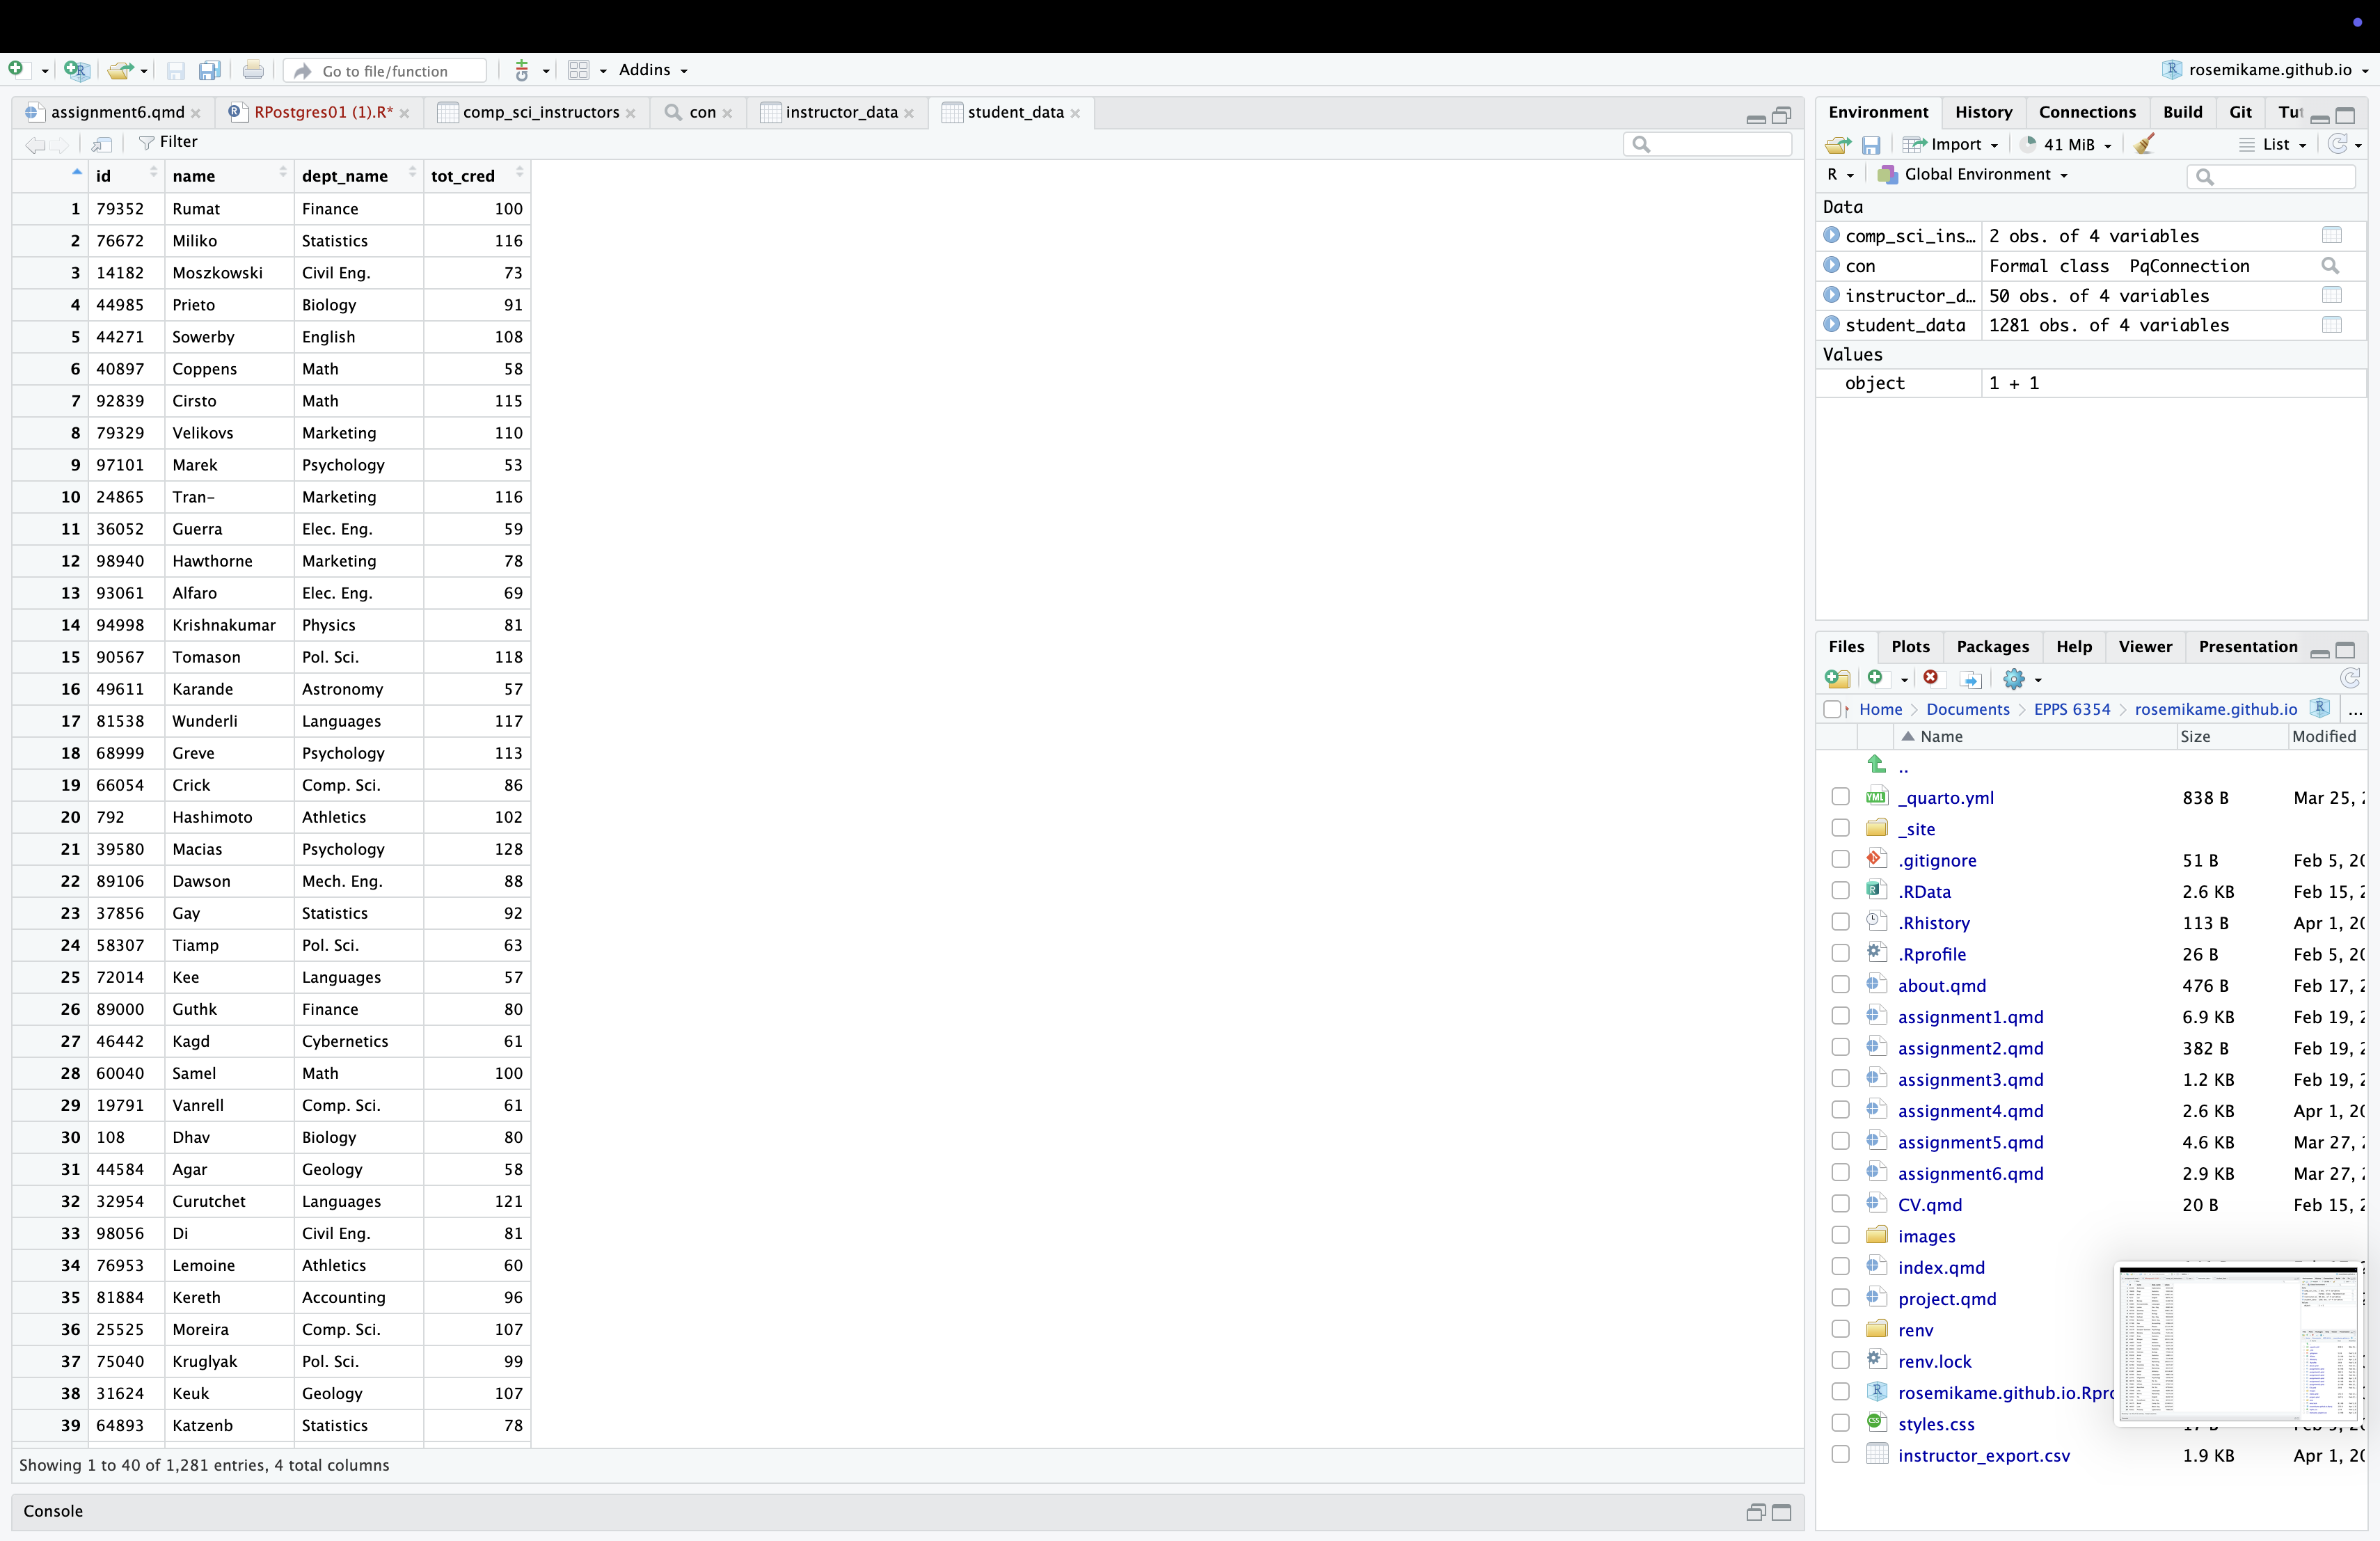 Go to file/function Addins rosemikame.github.io
assignment6.qmd RPostgres01 (1).R* comp_sci_instructors con instructor_data student_data
Filter
id name dept_name tot_cred
1 79352 Rumat Finance 100
2 76672 Miliko Statistics 116
3 14182 Moszkowski Civil Eng. 73
4 44985 Prieto Biology 91
5 44271 Sowerby English 108
6 40897 Coppens Math 58
7 92839 Cirsto Math 115
8 79329 Velikovs Marketing 110
9 97101 Marek Psychology 53
10 24865 Tran- Marketing 116
11 36052 Guerra Elec. Eng. 59
12 98940 Hawthorne Marketing 78
13 93061 Alfaro Elec. Eng. 69
14 94998 Krishnakumar Physics 81
15 90567 Tomason Pol. Sci. 118
16 49611 Karande Astronomy 57
17 81538 Wunderli Languages 117
18 68999 Greve Psychology 113
19 66054 Crick Comp. Sci. 86
20 792 Hashimoto Athletics 102
21 39580 Macias Psychology 128
22 89106 Dawson Mech. Eng. 88
23 37856 Gay Statistics 92
24 58307 Tiamp Pol. Sci. 63
25 72014 Kee Languages 57
26 89000 Guthk Finance 80
27 46442 Kagd Cybernetics 61
28 60040 Samel Math 100
29 19791 Vanrell Comp. Sci. 61
30 108 Dhav Biology 80
31 44584 Agar Geology 58
32 32954 Curutchet Languages 121
33 98056 Di Civil Eng. 81
34 76953 Lemoine Athletics 60
35 81884 Kereth Accounting 96
36 25525 Moreira Comp. Sci. 107
37 75040 Kruglyak Pol. Sci. 99
38 31624 Keuk Geology 107
39 64893 Katzenb Statistics 78
Showing 1 to 40 of 1,281 entries, 4 total columns
Console
Environment History Connections Build Git Tut
Import 41 MiB List
R Global Environment
Data
comp_sci_ins... 2 obs. of 4 variables
con Formal class PqConnection
instructor_d... 50 obs. of 4 variables
student_data 1281 obs. of 4 variables
Values
object 1 + 1
Files Plots Packages Help Viewer Presentation
Home > Documents > EPPS 6354 > rosemikame.github.io ...
Name Size Modified
..
_quarto.yml 838 B Mar 25,
_site
.gitignore 51 B Feb 5, 20
.RData 2.6 KB Feb 15,
.Rhistory 113 B Apr 1, 20
.Rprofile 26 B Feb 5, 20
about.qmd 476 B Feb 17,
assignment1.qmd 6.9 KB Feb 19,
assignment2.qmd 382 B Feb 19,
assignment3.qmd 1.2 KB Feb 19,
assignment4.qmd 2.6 KB Apr 1, 20
assignment5.qmd 4.6 KB Mar 27,
assignment6.qmd 2.9 KB Mar 27,
CV.qmd 20 B Feb 15,
images
index.qmd
project.qmd
renv
renv.lock
rosemikame.github.io.Rpro
styles.css
instructor_export.csv 1.9 KB Apr 1, 20